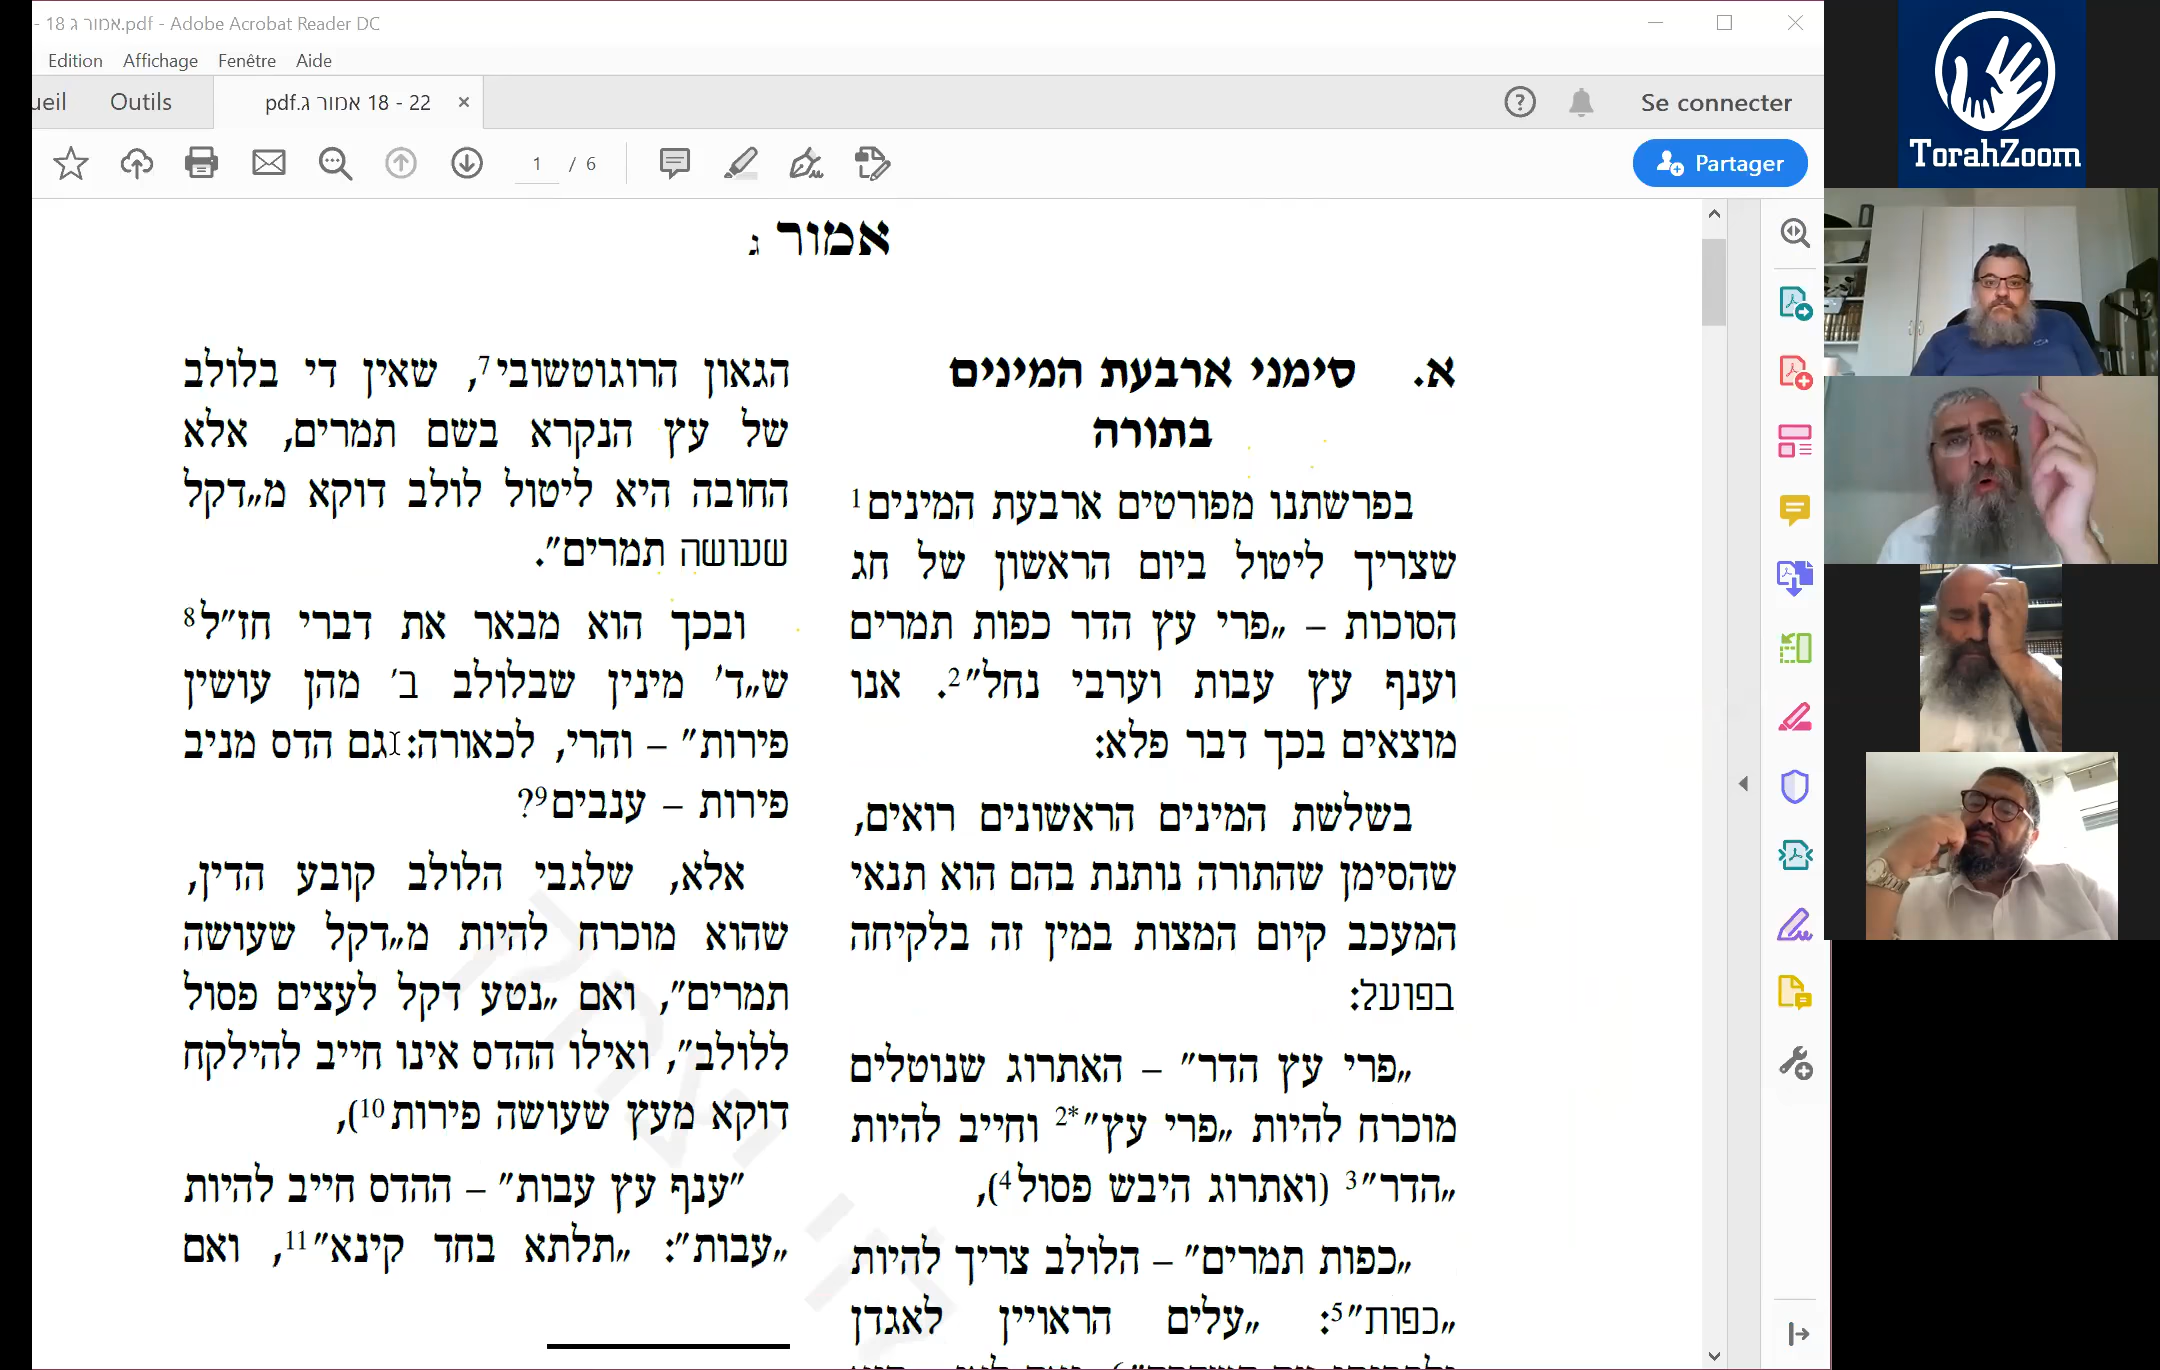 אמור ג 18 - .pdf - Adobe Acrobat Reader DC
Edition Affichage Fenêtre Aide
ueil Outils 22 - 18 אמור ג.pdf × Se connecter
1 / 6 Partager
TorahZoom
אמור ג
א. סימני ארבעת המינים
בתורה
בפרשתנו מפורטים ארבעת המינים1
שצריך ליטול ביום הראשון של חג
הסוכות – „פרי עץ הדר כפות תמרים
וענף עץ עבות וערבי נחל"2. אנו
מוצאים בכך דבר פלא:
בשלשת המינים הראשונים רואים,
שהסימן שהתורה נותנת בהם הוא תנאי
המעכב קיום המצות במין זה בלקיחה
בפועל:
„פרי עץ הדר" – האתרוג שנוטלים
מוכרח להיות „פרי עץ"2* וחייב להיות
„הדר"3 (ואתרוג היבש פסול4),
„כפות תמרים" – הלולב צריך להיות
„כפות"5: „עלים הראויין לאגדן
הגאון הרוגוטשובי7, שאין די בלולב
של עץ הנקרא בשם תמרים, אלא
החובה היא ליטול לולב דוקא מ„דקל
שעושה תמרים".
ובכך הוא מבאר את דברי חז"ל8
ש„ד' מינין שבלולב ב' מהן עושין
פירות" – והרי, לכאורה: גם הדס מניב
פירות – ענבים9?
אלא, שלגבי הלולב קובע הדין,
שהוא מוכרח להיות מ„דקל שעושה
תמרים", ואם „נטע דקל לעצים פסול
ללולב", ואילו ההדס אינו חייב להילקח
דוקא מעץ שעושה פירות10),
"ענף עץ עבות" – ההדס חייב להיות
„עבות": „תלתא בחד קינא"11, ואם